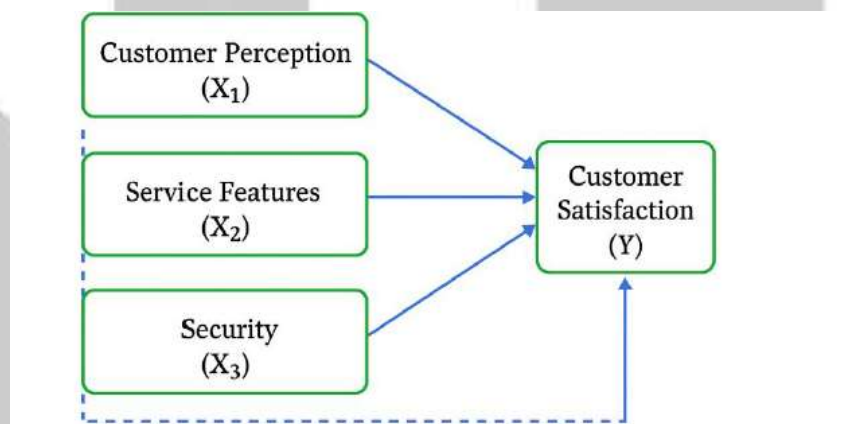 Customer Perception
(X₁)
Service Features
(X₂)
Security
(X₃)
Customer
Satisfaction
(Y)